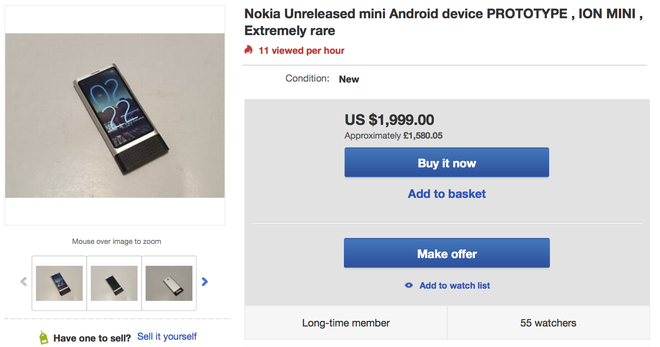 Nokia Unreleased mini Android device PROTOTYPE , ION MINI ,
Extremely rare
11 viewed per hour
Condition: New
02
22
US $1,999.00
Approximately £1,580.05
Buy it now
Add to basket
Mouse over image to zoom
Make offer
Add to watch list
Have one to sell? Sell it yourself
Long-time member
55 watchers